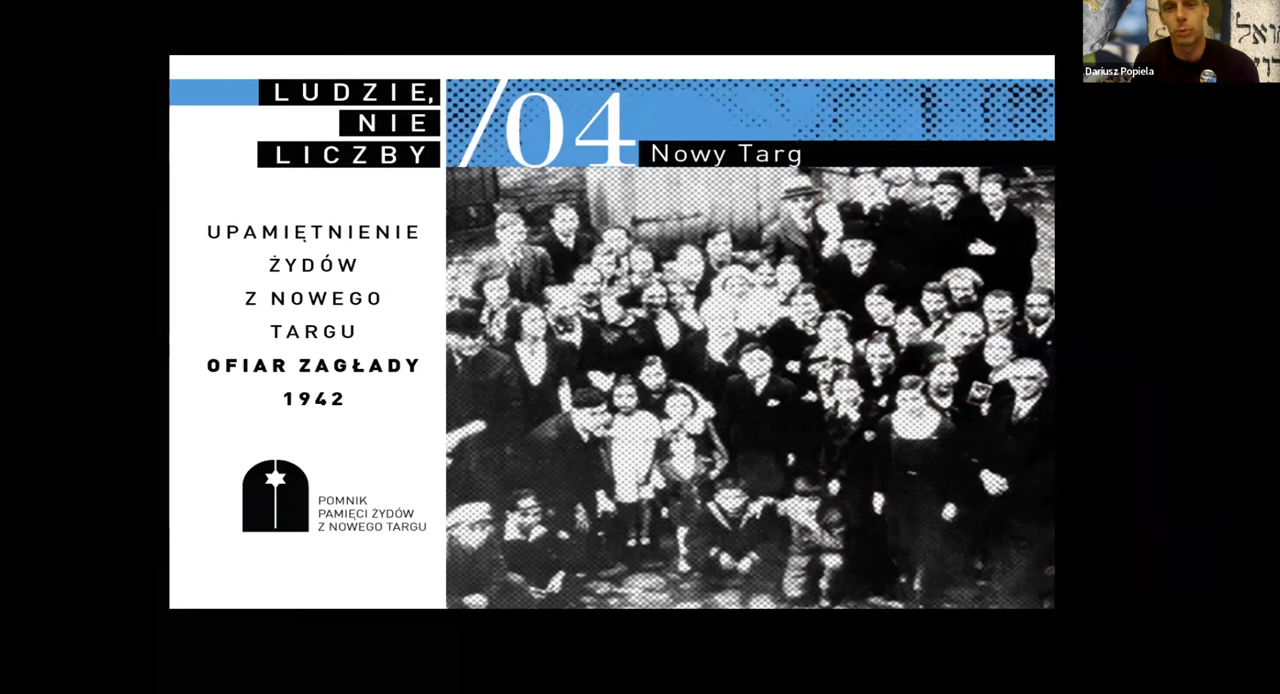 LUDZIE,
NIE
LICZBY
/04
Nowy Targ
UPAMIĘTNIENIE
ŻYDÓW
Z NOWEGO
TARGU
OFIAR ZAGŁADY
1942
POMNIK
PAMIĘCI ŻYDÓW
Z NOWEGO TARGU
Dariusz Popiela